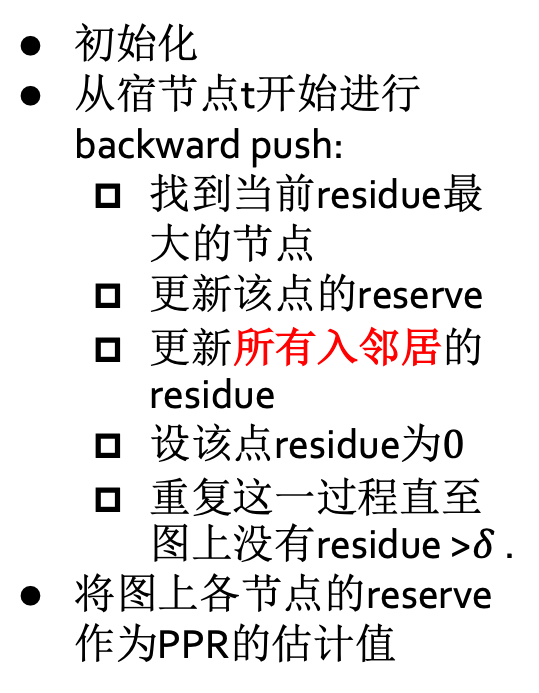 ● 初始化
● 从宿节点t开始进行
backward push:
找到当前residue最
大的节点
更新该点的reserve
更新所有入邻居的
residue
设该点residue为0
重复这一过程直至
图上没有residue >δ .
● 将图上各节点的reserve
作为PPR的估计值